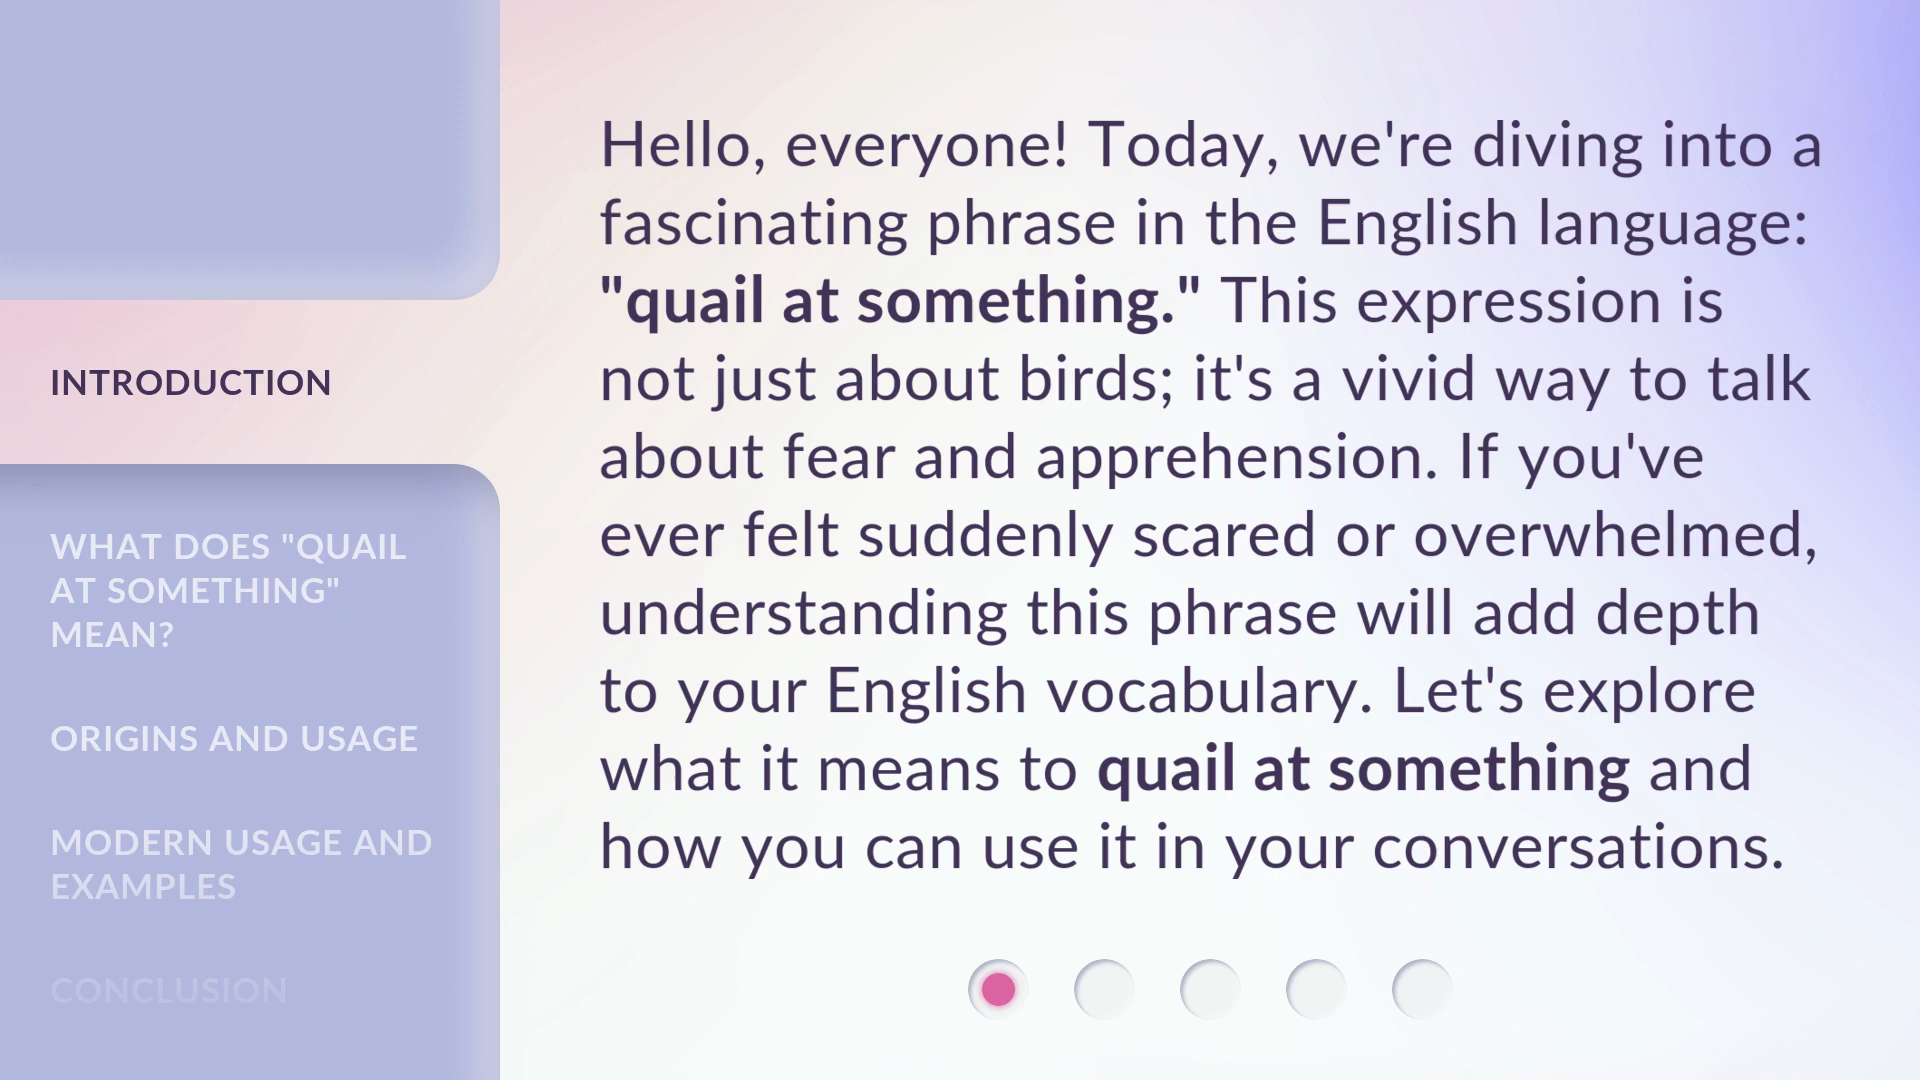 INTRODUCTION
WHAT DOES "QUAIL
AT SOMETHING"
MEAN?
ORIGINS AND USAGE
MODERN USAGE AND
EXAMPLES
CONCLUSION
Hello, everyone! Today, we're diving into a
fascinating phrase in the English language:
"quail at something." This expression is
not just about birds; it's a vivid way to talk
about fear and apprehension. If you've
ever felt suddenly scared or overwhelmed,
understanding this phrase will add depth
to your English vocabulary. Let's explore
what it means to quail at something and
how you can use it in your conversations.